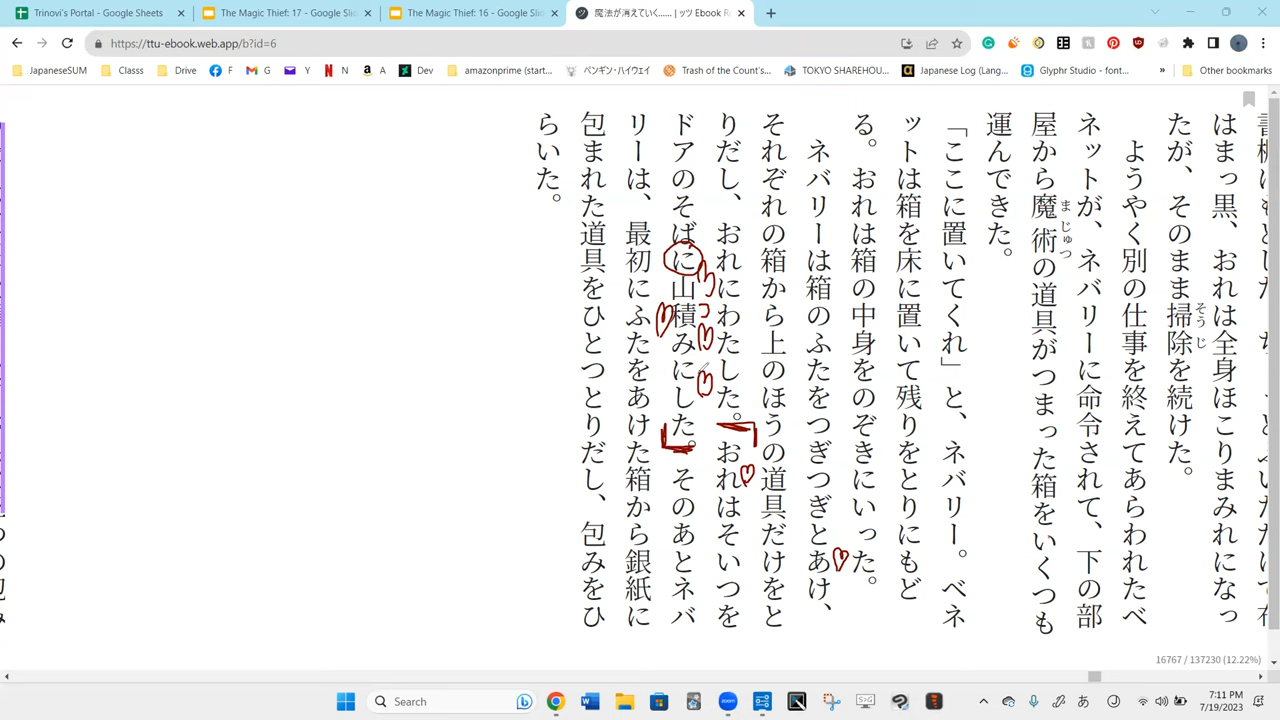 Trinovi's Portal - Google Sheets
The Magic Thief: 17 - Google Slid
The Magic Thief: 16 - Google Slid
魔法が消えていく...... | ッツ Ebook R
https://ttu-ebook.web.app/b?id=6
JapaneseSUM
Classs
Drive
F
M G
Y
N
A
Dev
amazonprime (start...
ペンギン・ハイウェイ
Trash of the Count's...
TOKYO SHAREHOU...
Japanese Log (Lang...
Glyphr Studio - font...
»
Other bookmarks
はまっ黒、おれは全身ほこりまみれになっ
たが、そのまま掃除を続けた。
そうじ
ようやく別の仕事を終えてあらわれたベ
ネットが、ネバリーに命令されて、下の部
屋から魔術の道具がつまった箱をいくつも
まじゅつ
運んできた。
「ここに置いてくれ」と、ネバリー。ベネ
ットは箱を床に置いて残りをとりにもど
る。おれは箱の中身をのぞきにいった。
ネバリーは箱のふたをつぎつぎとあけ、
それぞれの箱から上のほうの道具だけをと
りだし、おれにわたした。おれはそいつを
ドアのそばに山積みにした。そのあとネバ
リーは、最初にふたをあけた箱から銀紙に
包まれた道具をひとつとりだし、包みをひ
らいた。
16767 / 137230 (12.22%)
Search
zoom
あ
7:11 PM
7/19/2023